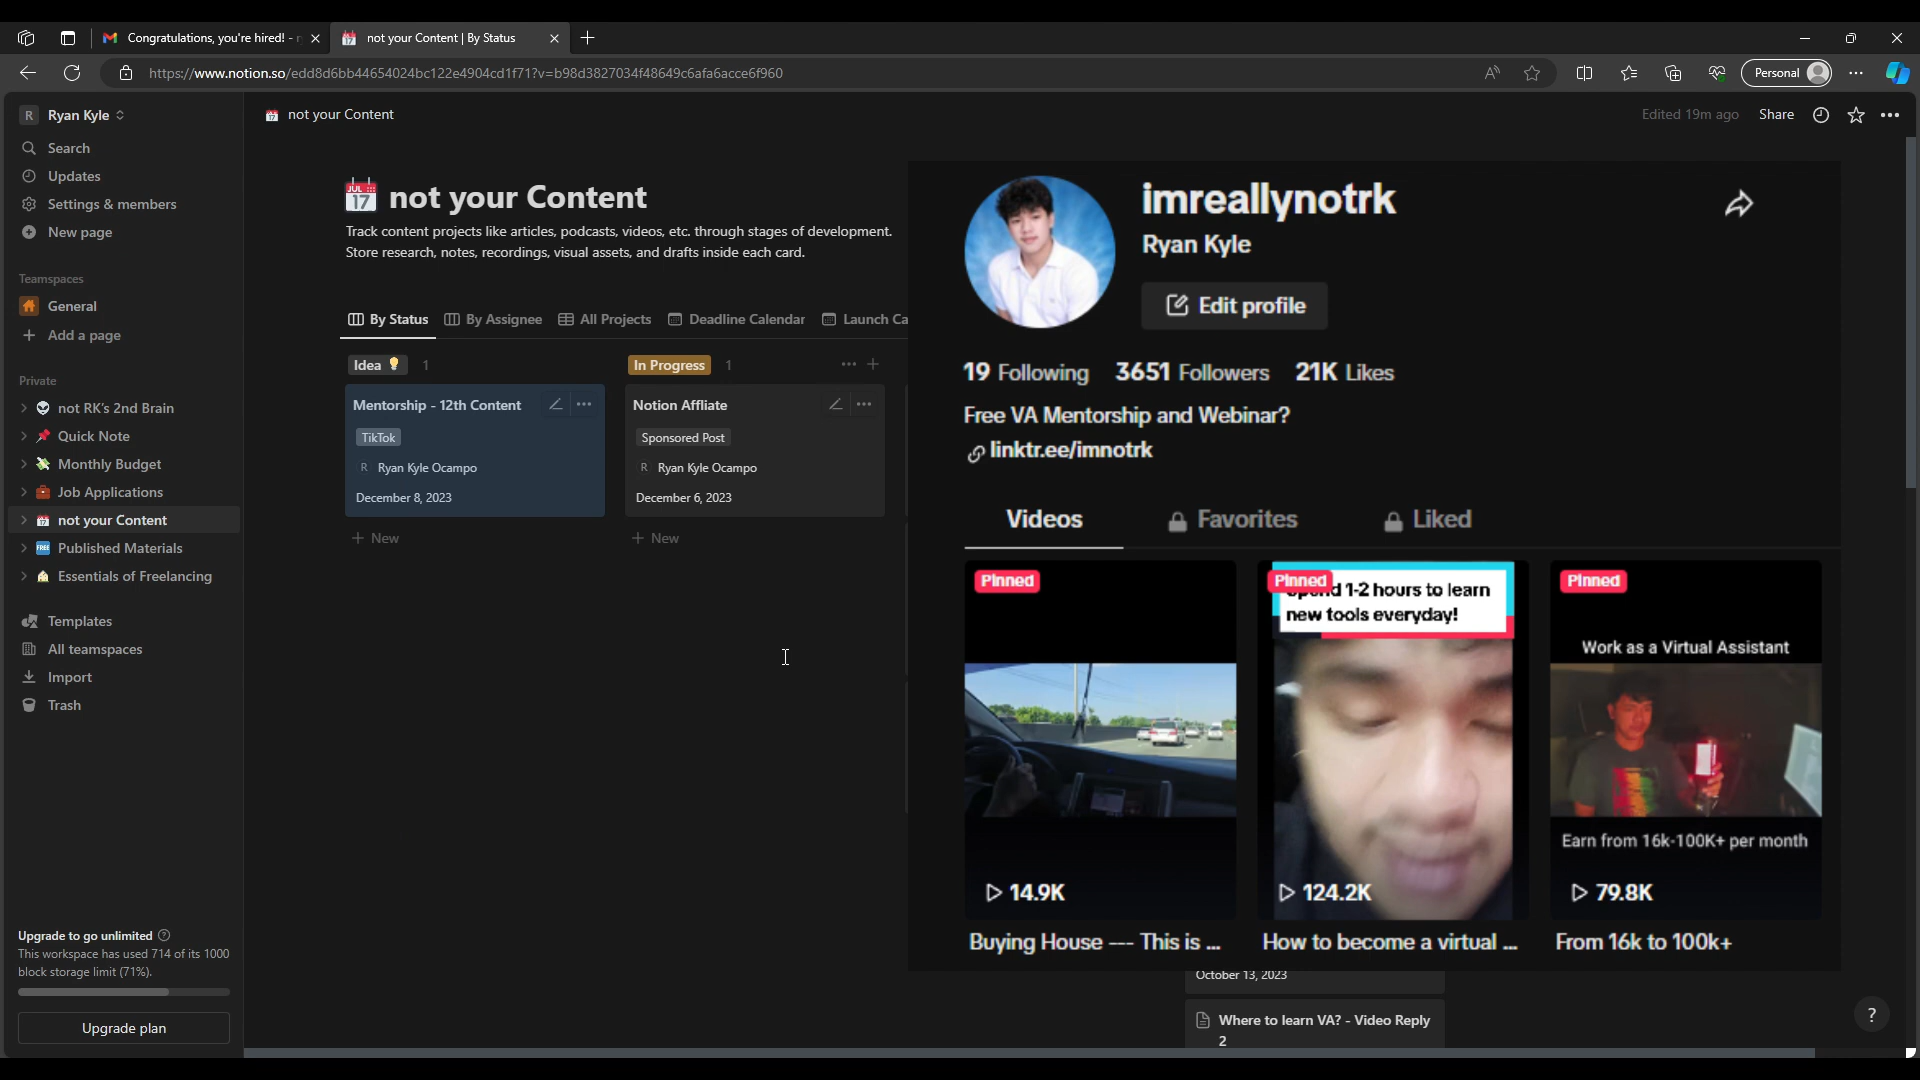 Congratulations, you're hired! -
not your Content | By Status
https://www.notion.so/edd8d6bb44654024bc122e4904cd1f71?v=b98d3827034f48649c6afa6acce6f960
Personal
R Ryan Kyle
Search
Updates
Settings & members
New page
Teamspaces
General
Add a page
Private
not RK's 2nd Brain
Quick Note
Monthly Budget
Job Applications
not your Content
FREE Published Materials
Essentials of Freelancing
Templates
All teamspaces
Import
Trash
Upgrade to go unlimited
This workspace has used 714 of its 1000
block storage limit (71%).
Upgrade plan
not your Content
Edited 19m ago Share
JUL 17 not your Content
Track content projects like articles, podcasts, videos, etc. through stages of development.
Store research, notes, recordings, visual assets, and drafts inside each card.
By Status By Assignee All Projects Deadline Calendar Launch Ca
Idea 1
Mentorship - 12th Content
TikTok
R Ryan Kyle Ocampo
December 8, 2023
+ New
In Progress 1
Notion Affliate
Sponsored Post
R Ryan Kyle Ocampo
December 6, 2023
+ New
imreallynotrk
Ryan Kyle
Edit profile
19 Following 3651 Followers 21K Likes
Free VA Mentorship and Webinar?
linktr.ee/imnotrk
Videos Favorites Liked
Pinned
14.9K
Buying House --- This is ...
Pinned
Spend 1-2 hours to learn
new tools everyday!
124.2K
How to become a virtual ...
Pinned
Work as a Virtual Assistant
Earn from 16k-100K+ per month
79.8K
From 16k to 100k+
October 13, 2023
Where to learn VA? - Video Reply
2
?